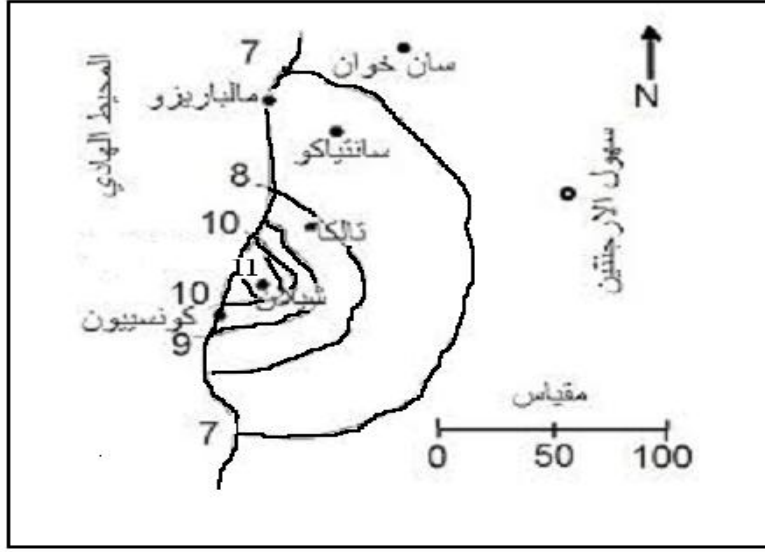 7
سان خوان
N
مالباريزو
المحيط الهادي
سانتياكو
سهول الارجنتين
8
10
تالكا
11
شيلان
10
كونسيبيون
9
مقياس
7
0 50 100